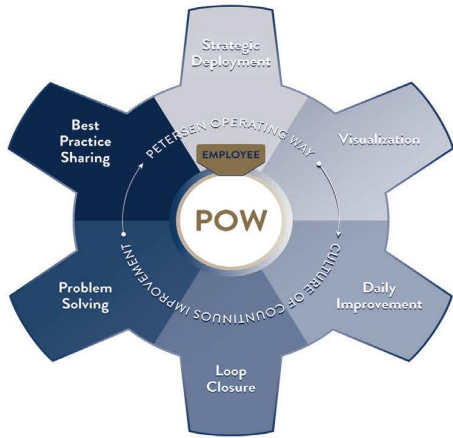 Strategic
Deployment
Best
Practice
Sharing
Visualization
PETERSEN OPERATING WAY
EMPLOYEE
POW
CULTURE OF COUNTINUOS IMPROVEMENT
Problem
Solving
Daily
Improvement
Loop
Closure